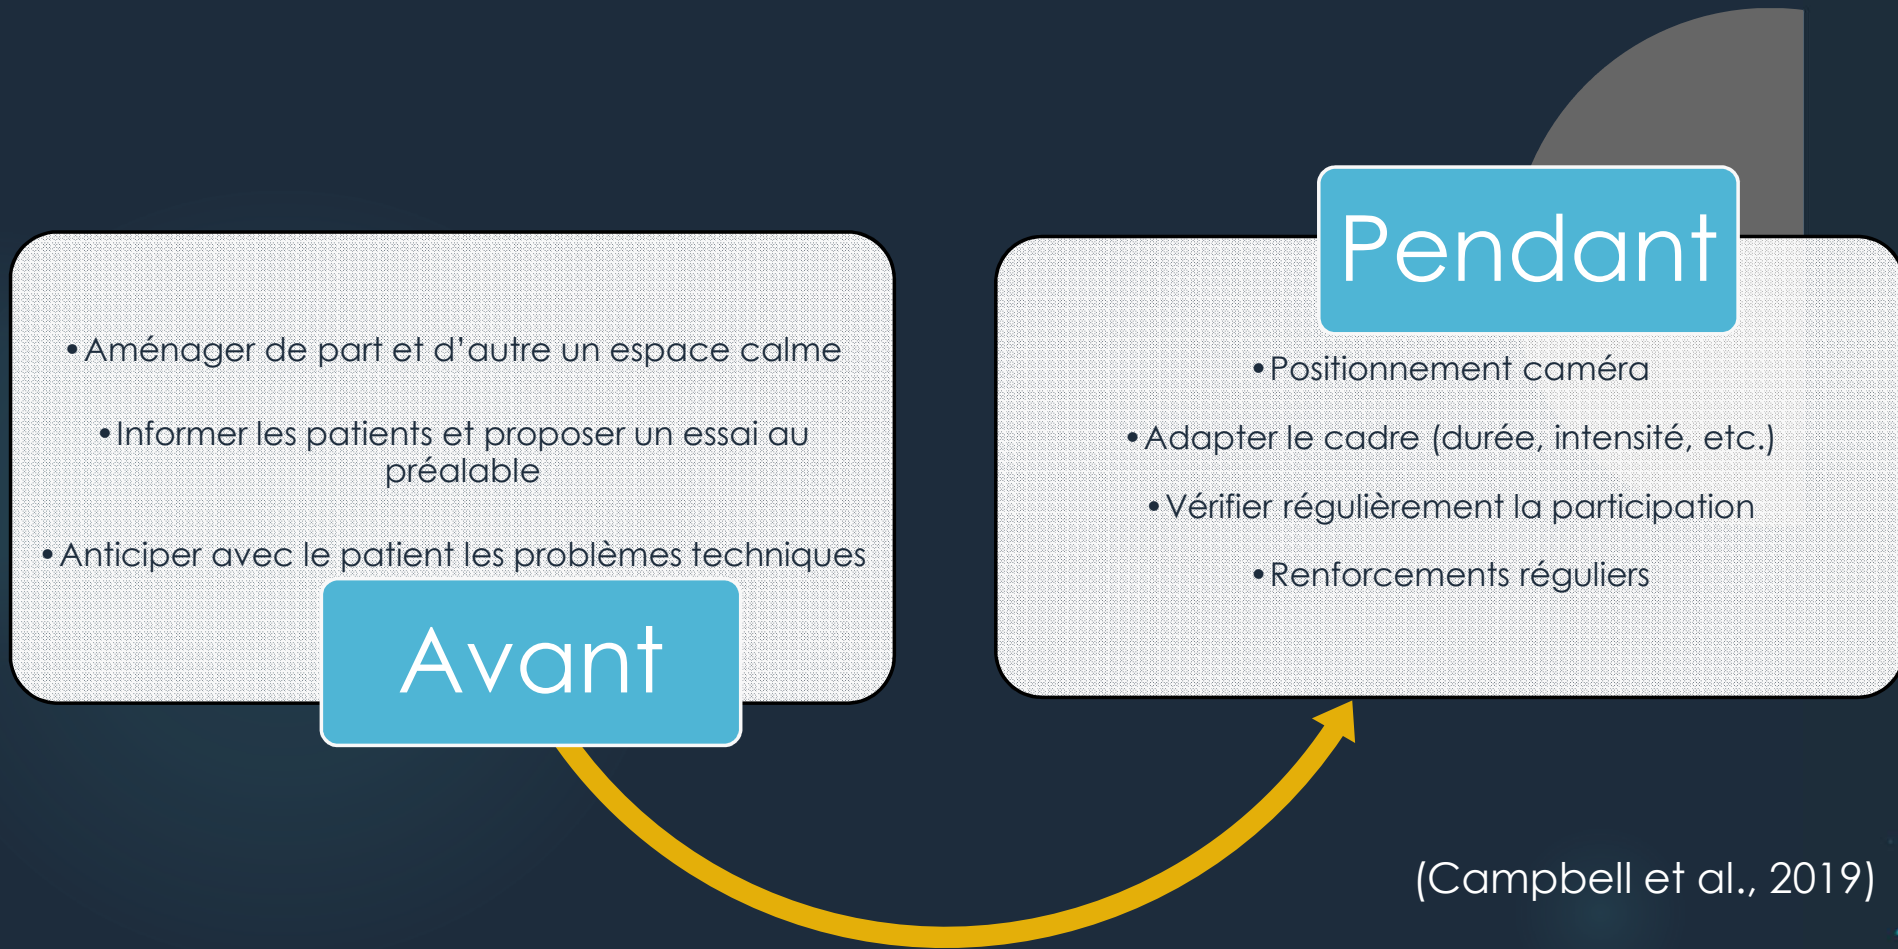 •Aménager de part et d’autre un espace calme
•Informer les patients et proposer un essai au
préalable
•Anticiper avec le patient les problèmes techniques
Avant
Pendant
•Positionnement caméra
•Adapter le cadre (durée, intensité, etc.)
•Vérifier régulièrement la participation
•Renforcements réguliers
(Campbell et al., 2019)